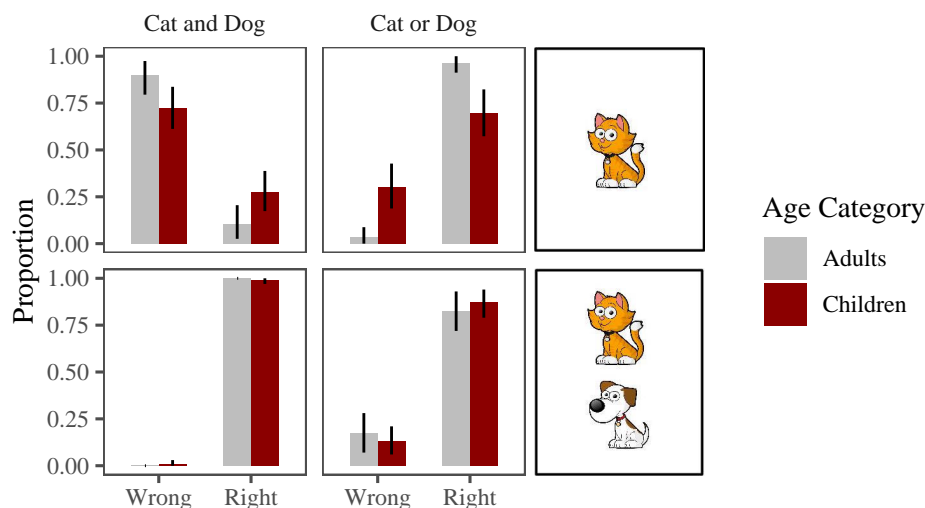 Cat and Dog
Cat or Dog
1.00
0.75
0.50
0.25
0.00
1.00
0.75
0.50
0.25
0.00
Proportion
Wrong
Right
Wrong
Right
Age Category
Adults
Children